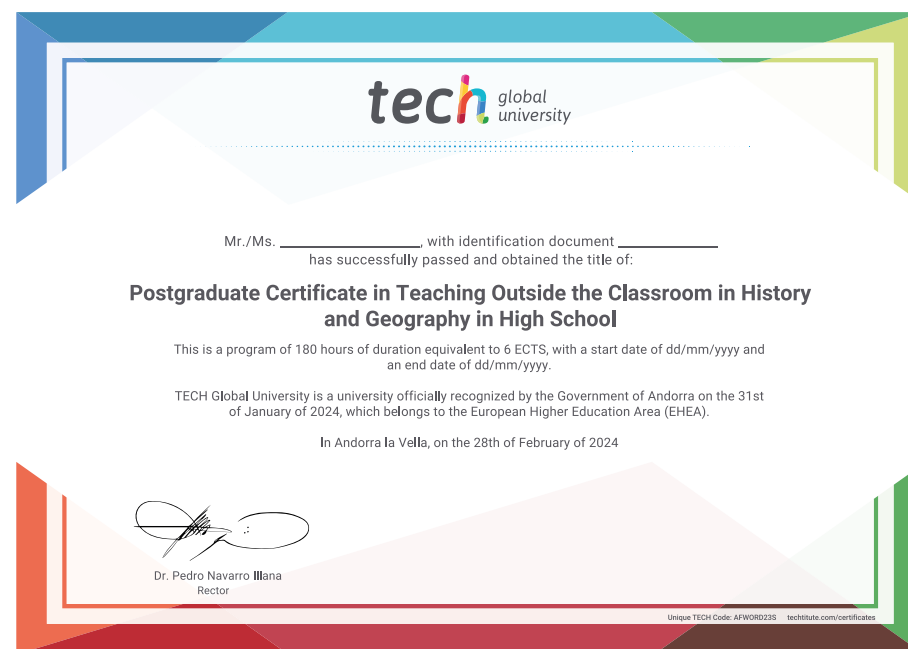 tech global university
Mr./Ms. ____________, with identification document ____________
has successfully passed and obtained the title of:
Postgraduate Certificate in Teaching Outside the Classroom in History
and Geography in High School
This is a program of 180 hours of duration equivalent to 6 ECTS, with a start date of dd/mm/yyyy and
an end date of dd/mm/yyyy.
TECH Global University is a university officially recognized by the Government of Andorra on the 31st
of January of 2024, which belongs to the European Higher Education Area (EHEA).
In Andorra la Vella, on the 28th of February of 2024
Dr. Pedro Navarro Illana
Rector
Unique TECH Code: AFWORD23S techtitute.com/certificates